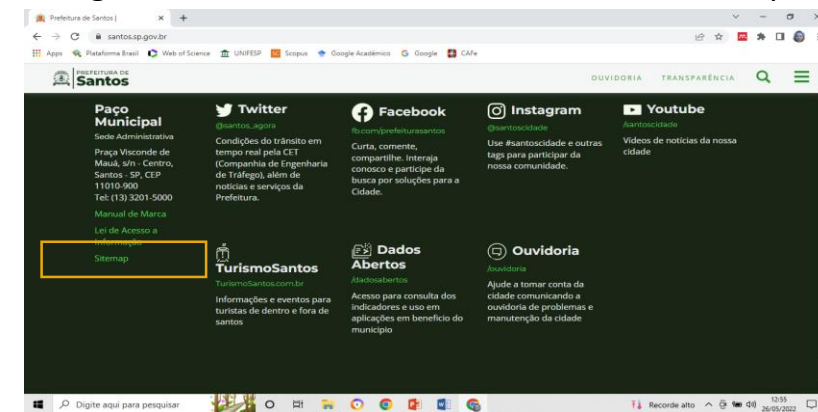 Prefeitura de Santos |
santos.sp.gov.br
Apps Plataforma Brasil Web of Science UNIFESP Scopus Google Acadêmico Google CAFe
PREFEITURA DE
Santos
OUVIDORIA TRANSPARÊNCIA
Paço
Municipal
Sede Administrativa
Praça Visconde de
Mauá, s/n - Centro,
Santos - SP, CEP
11010-900
Tel: (13) 3201-5000
Manual de Marca
Lei de Acesso a
Informação
Sitemap
Twitter
@santos_agora
Condições do trânsito em
tempo real pela CET
(Companhia de Engenharia
de Tráfego), além de
notícias e serviços da
Prefeitura.
Facebook
fb.com/prefeiturasantos
Curta, comente,
compartilhe. Interaja
conosco e participe da
busca por soluções para a
Cidade.
Instagram
@santoscidade
Use #santoscidade e outras
tags para participar da
nossa comunidade.
Youtube
/santoscidade
Vídeos de notícias da nossa
cidade
TurismoSantos
TurismoSantos.com.br
Informações e eventos para
turistas de dentro e fora de
santos
Dados
Abertos
/dadosabertos
Acesso para consulta dos
indicadores e uso em
aplicações em benefício do
município
Ouvidoria
/ouvidoria
Ajude a tomar conta da
cidade comunicando a
ouvidoria de problemas e
manutenção da cidade
Digite aqui para pesquisar
Recorde alto
12:55
26/05/2022